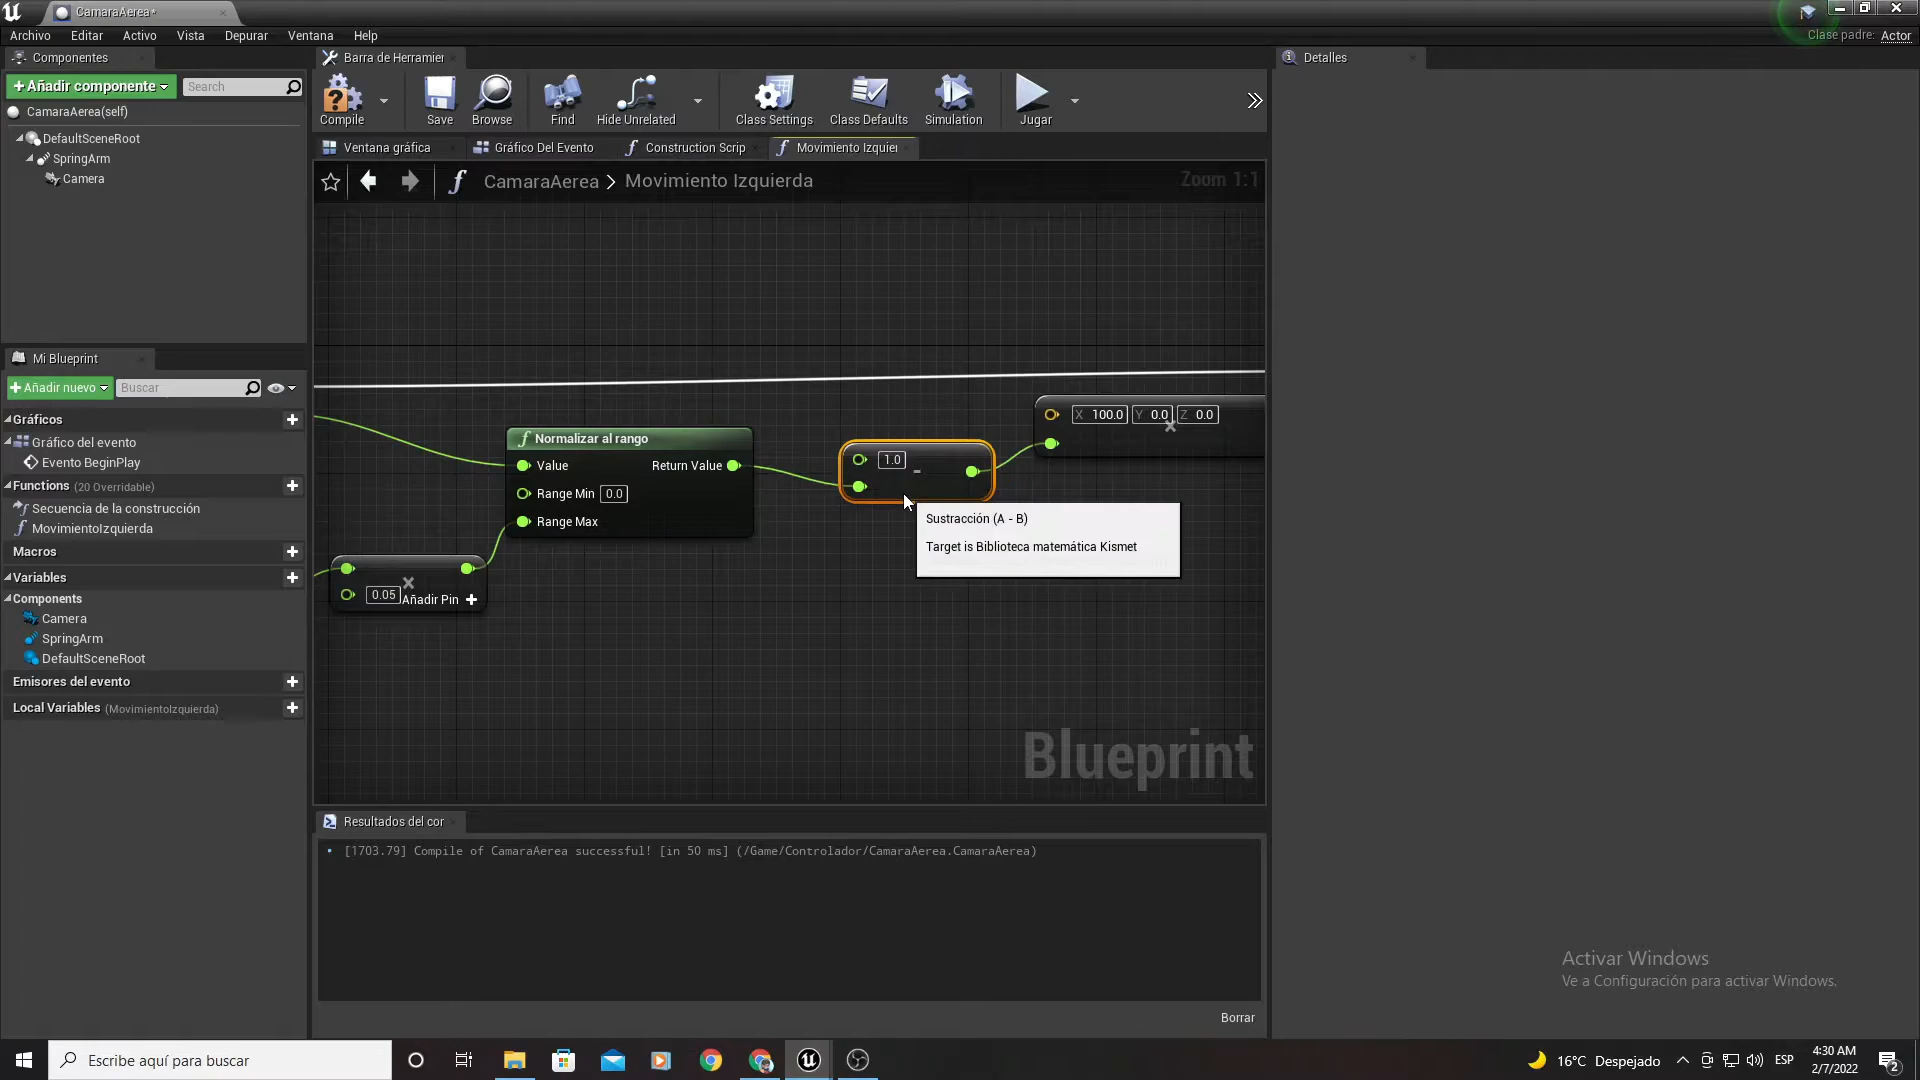 CamaraAerea*
Archivo Editar Activo Vista Depurar Ventana Help
Clase padre: Actor
Componentes
Añadir componente
Search
CamaraAerea(self)
DefaultSceneRoot
SpringArm
Camera
Mi Blueprint
Añadir nuevo
Buscar
Gráficos
Gráfico del evento
Evento BeginPlay
Functions (20 Overridable)
Secuencia de la construcción
MovimientoIzquierda
Macros
Variables
Components
Camera
SpringArm
DefaultSceneRoot
Emisores del evento
Local Variables (MovimientoIzquierda)
Barra de Herramier
Compile
Save
Browse
Find
Hide Unrelated
Class Settings
Class Defaults
Simulation
Jugar
Ventana gráfica
Gráfico Del Evento
Construction Scrip
Movimiento Izquier
CamaraAerea > Movimiento Izquierda
Zoom 1:1
Normalizar al rango
Value
Return Value
Range Min 0.0
Range Max
0.05
Añadir Pin
1.0
X 100.0 Y 0.0 Z 0.0
Sustracción (A - B)
Target is Biblioteca matemática Kismet
Blueprint
Resultados del cor
[1703.79] Compile of CamaraAerea successful! [in 50 ms] (/Game/Controlador/CamaraAerea.CamaraAerea)
Borrar
Detalles
Activar Windows
Ve a Configuración para activar Windows.
Escribe aquí para buscar
16°C Despejado
ESP
4:30 AM
2/7/2022
2